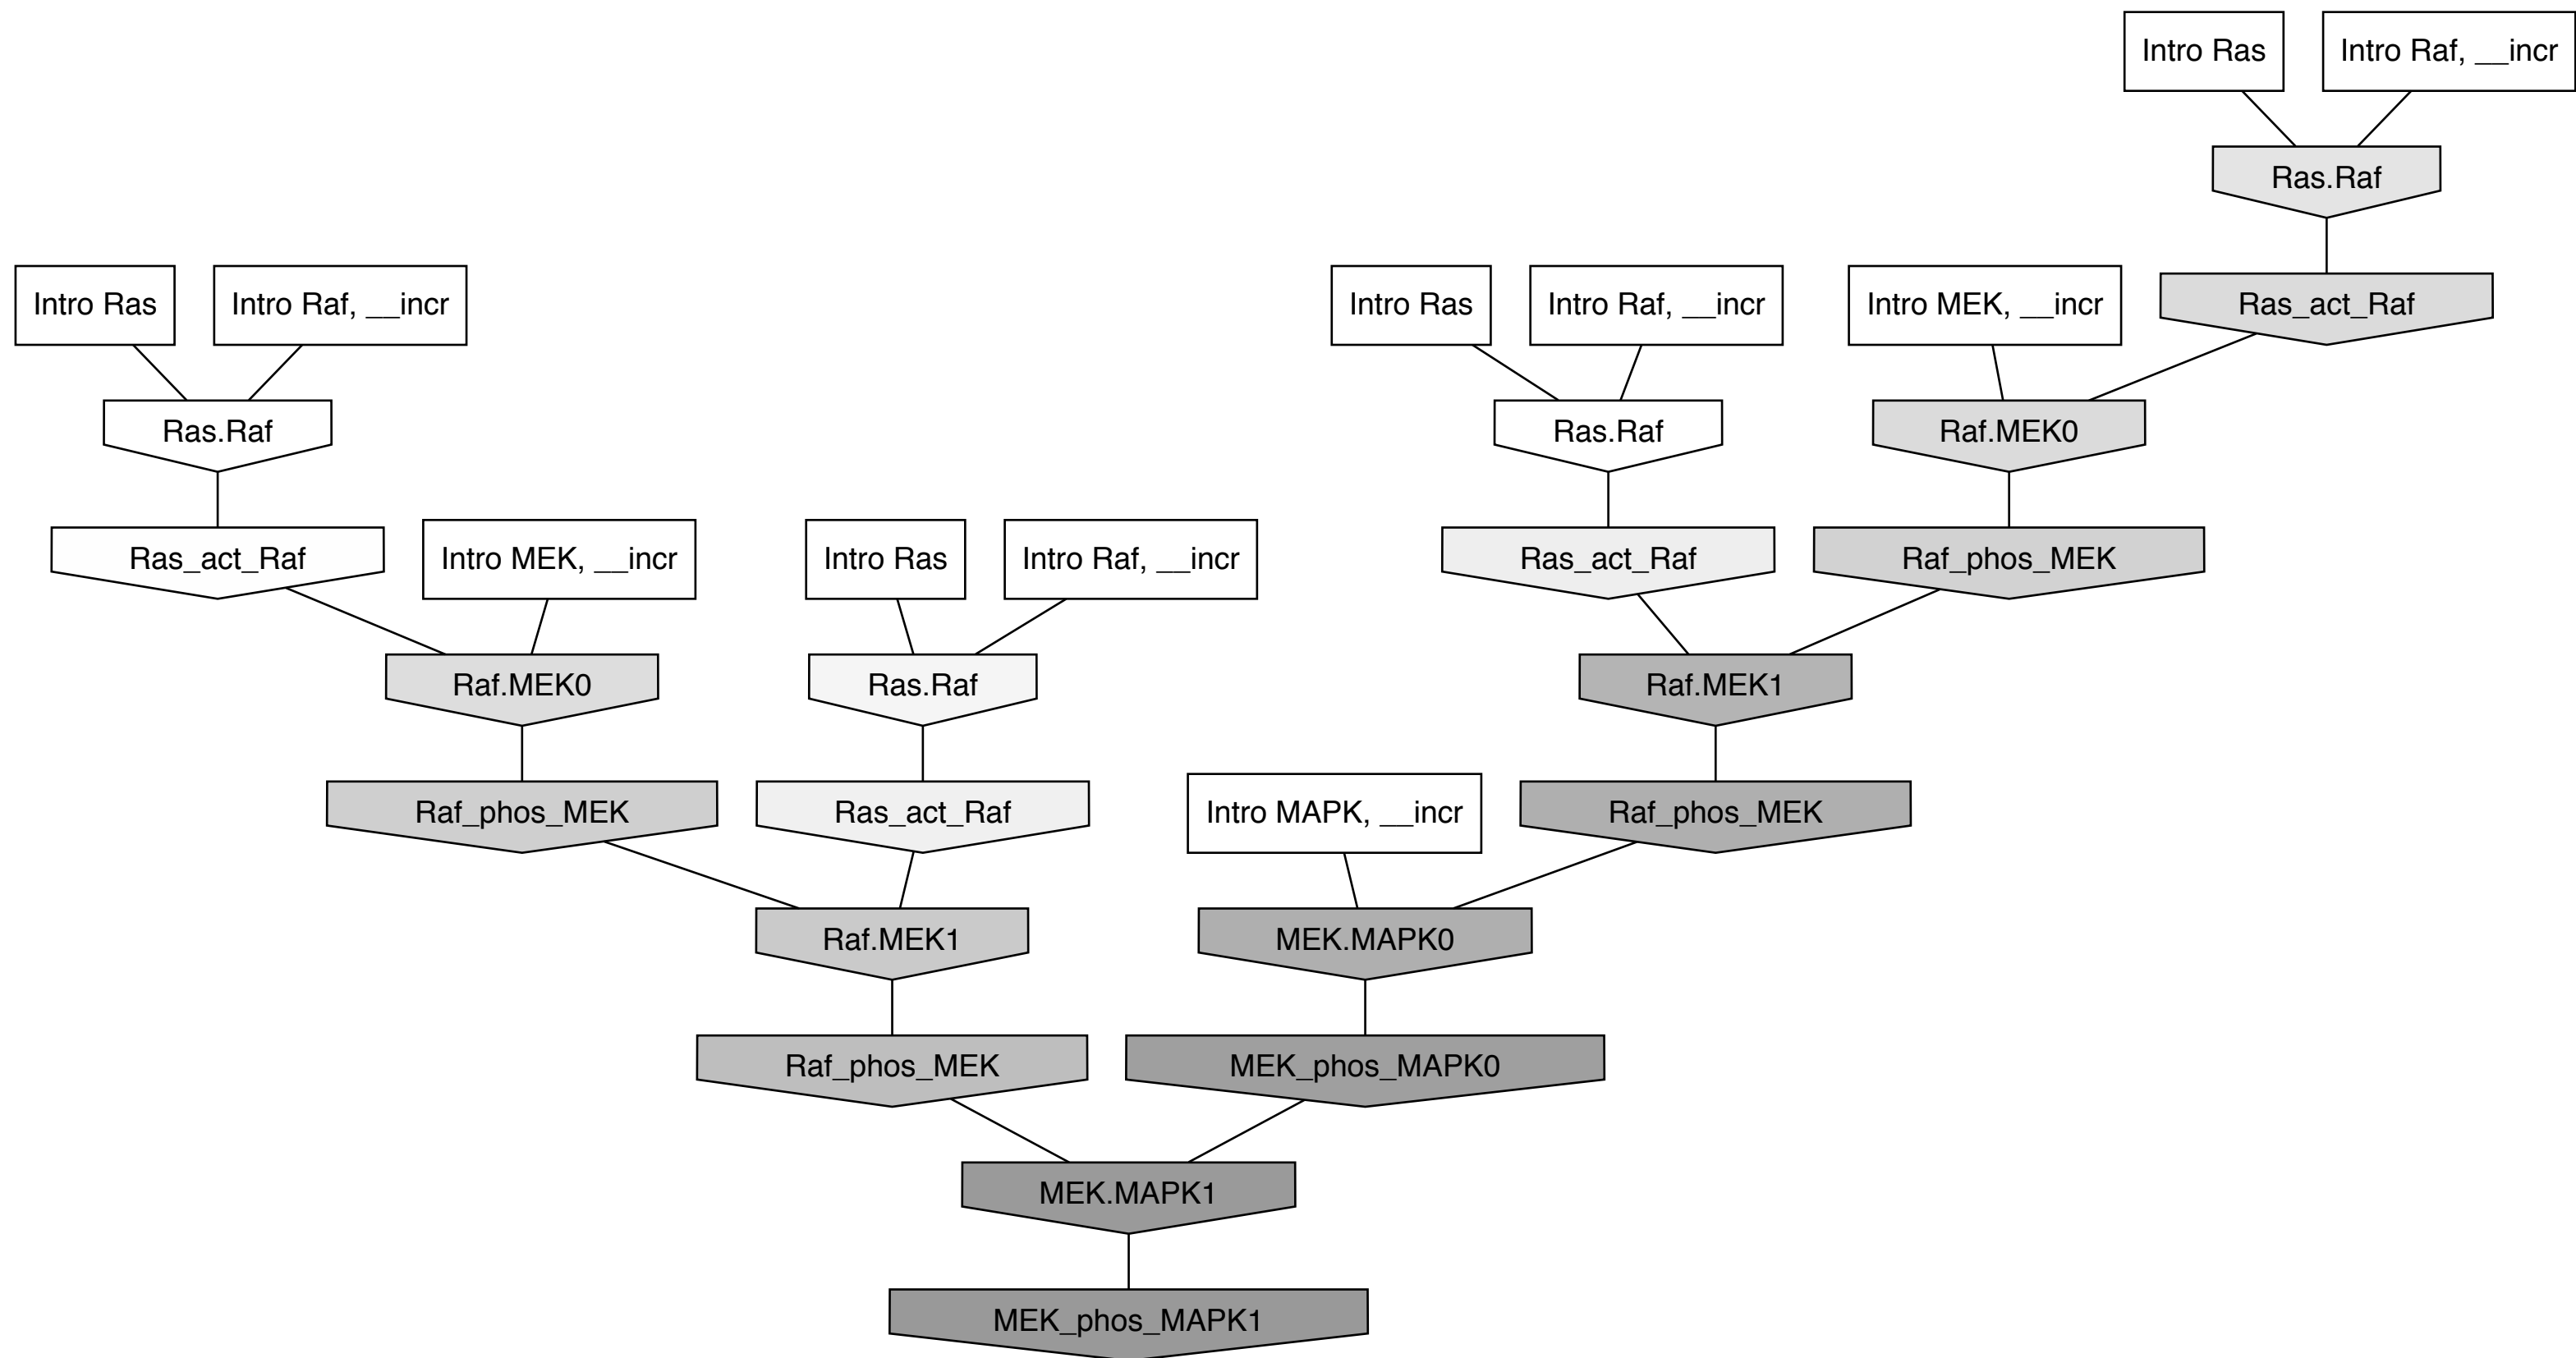 Intro Ras
Intro Raf, __incr
Ras.Raf
Intro Ras
Intro Raf, __incr
Intro Ras
Intro Raf, __incr
Intro MEK, __incr
Ras_act_Raf
Ras.Raf
Ras.Raf
Raf.MEK0
Ras_act_Raf
Intro MEK, __incr
Intro Ras
Intro Raf, __incr
Ras_act_Raf
Raf_phos_MEK
Raf.MEK0
Ras.Raf
Raf.MEK1
Raf_phos_MEK
Ras_act_Raf
Intro MAPK, __incr
Raf_phos_MEK
Raf.MEK1
MEK.MAPK0
Raf_phos_MEK
MEK_phos_MAPK0
MEK.MAPK1
MEK_phos_MAPK1